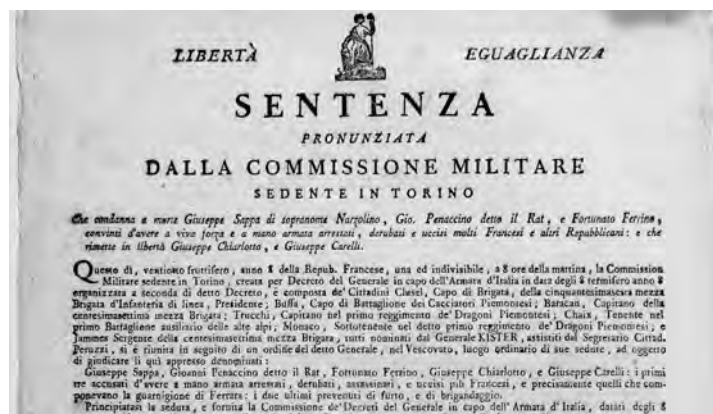 LIBERTÀ EGUAGLIANZA
SENTENZA
PRONUNZIATA
DALLA COMMISSIONE MILITARE
SEDENTE IN TORINO
Che condanna a morte Giuseppe Sappa di sopranome Narzolino, Gio. Penaccino detto il Rat, e Fortunato Ferrino,
convinti d'avere a viva forza e a mano armata arrestati, derubati e uccisi molti Francesi e altri Repubblicani: e che
rimette in libertà Giuseppe Chiarlotto, e Giuseppe Carelli.
Questo di, ventiotto fruttifero, anno 8 della Repub. Francese, una ed indivisibile, a 8 ore della mattina, la Commission
Militare sedente in Torino, creata per Decreto del Generale in capo dell'Armata d'Italia in data degli 8 termifero anno 8
organizzata a seconda di detto Decreto, e composta de' Cittadini Clusel, Capo di Brigata, della cinquantesimasesta mezza
Brigata d'Infanteria di linea, Presidente; Buffa, Capo di Battaglione dei Cacciatori Piemontesi; Baracan, Capitano della
centesimasettima mezza Brigata; Trucchi, Capitano nel primo reggimento de' Dragoni Piemontesi; Chaix, Tenente nel
primo Battaglione ausiliario delle alte alpi; Monaco, Sottotenente nel detto primo reggimento de' Dragoni Piemontesi; e
Jammes Sergente della centesimasettima mezza Brigata, tutti nominati dal Generale KISTER, assistiti dal Segretario Cittad.
Peruzzi, si è riunita in seguito di un ordine del detto Generale, nel Vescovato, luogo ordinario di sue sedute, ad oggetto
di giudicare li quì appresso denominati:
Giuseppe Sappa, Gioanni Penaccino detto il Rat, Fortunato Ferrino, Giuseppe Chiarlotto, e Giuseppe Carelli: i primi
tre accusati d'avere a mano armata arrestati, derubati, assassinati, e uccisi più Francesi, e precisamente quelli che com-
ponevano la guarnigione di Ferrara: i due ultimi prevenuti di furto, e di brigandaggio.
Principiatasi la seduta, e fornita la Commissione de' Decreti del Generale in capo dell'Armata d'Italia, datati degli 8